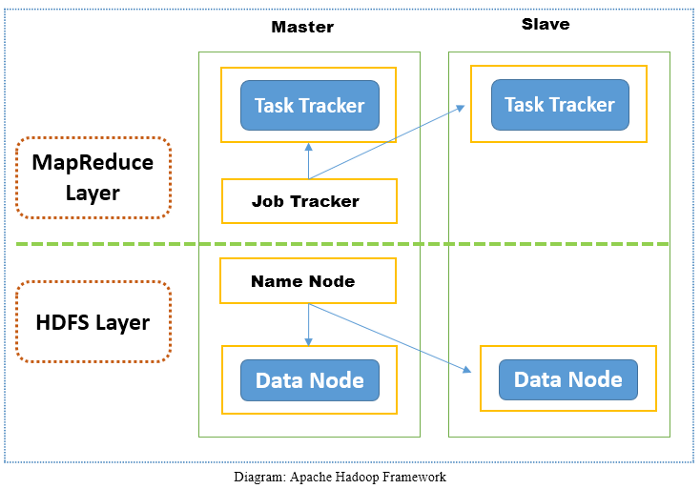 Master
Slave
Task Tracker
Task Tracker
MapReduce
Layer
Job Tracker
Name Node
HDFS Layer
Data Node
Data Node
Diagram: Apache Hadoop Framework